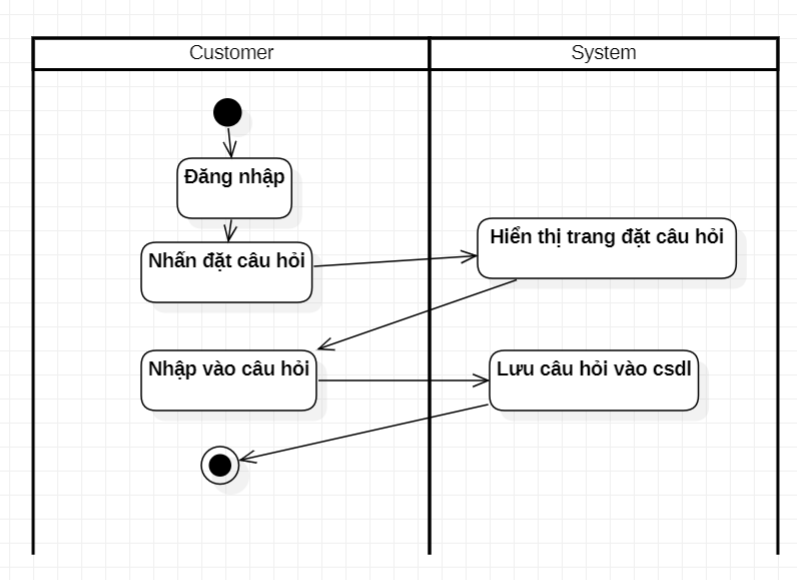 Customer
System
Đăng nhập
Nhấn đặt câu hỏi
Hiển thị trang đặt câu hỏi
Nhập vào câu hỏi
Lưu câu hỏi vào csdl